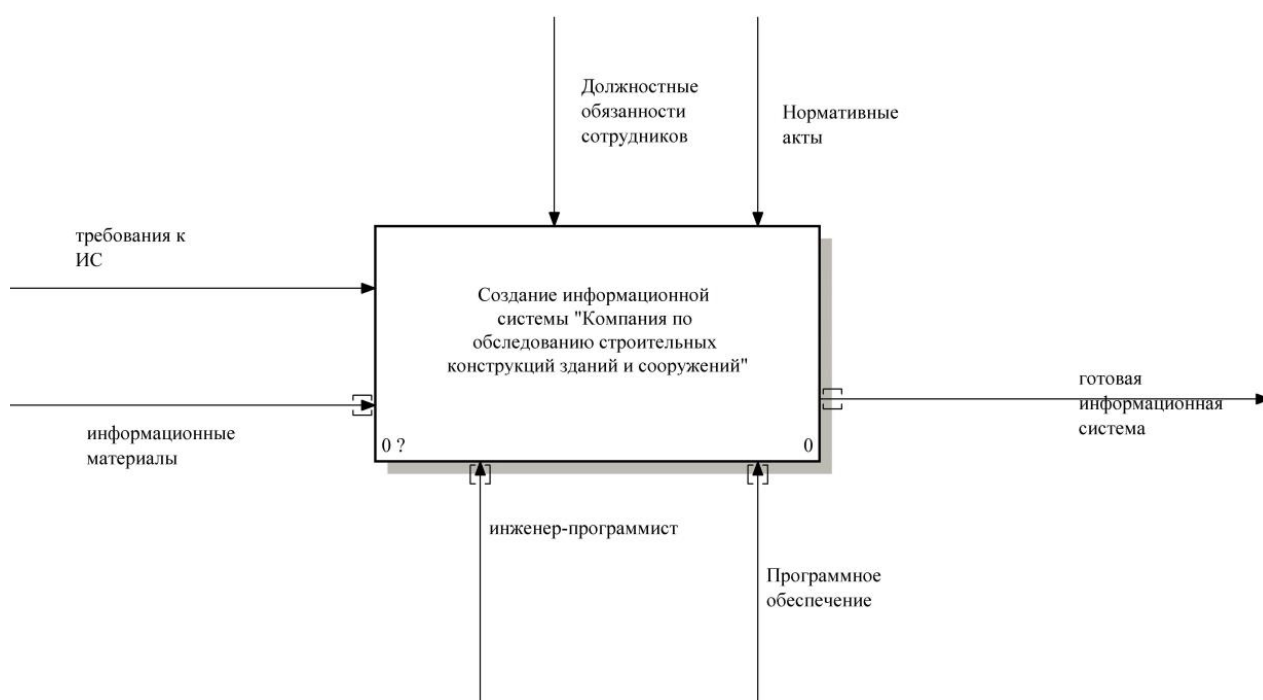 Должностные
обязанности
сотрудников
Нормативные
акты
требования к
ИС
Создание информационной
системы "Компания по
обследованию строительных
конструкций зданий и сооружений"
готовая
информационная
система
информационные
материалы
0 ?
0
инженер-программист
Программное
обеспечение